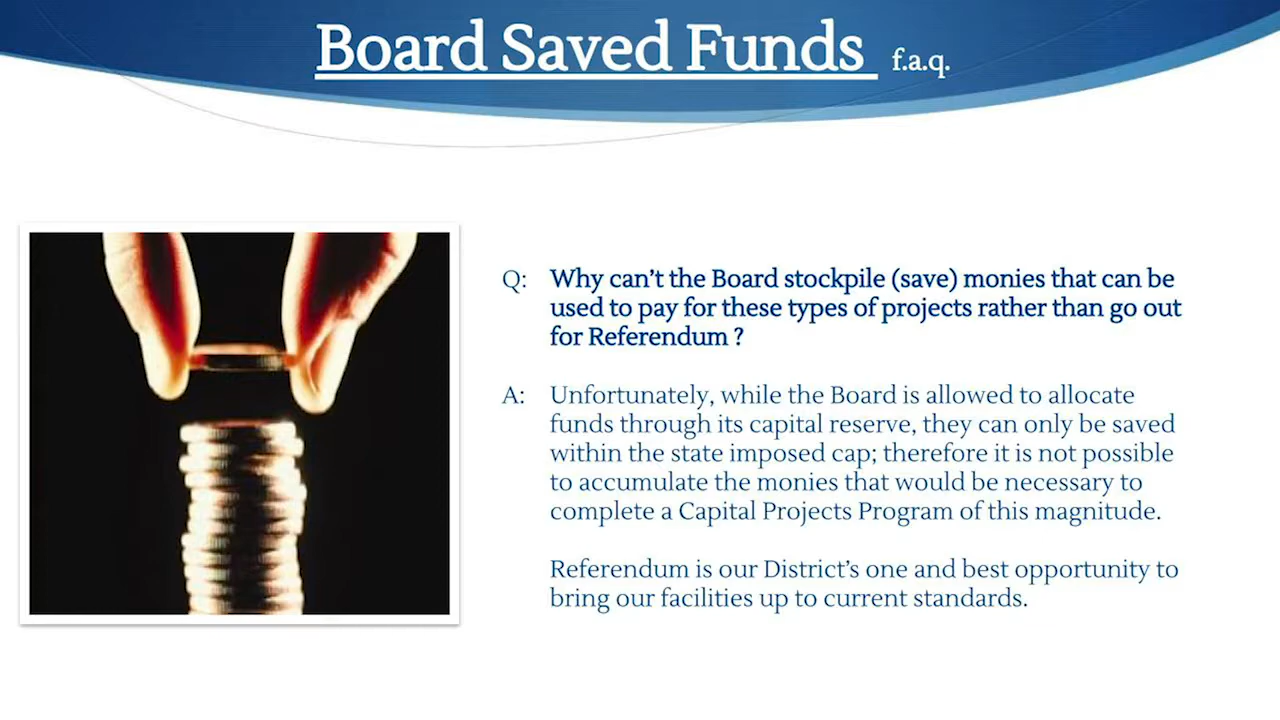 Board Saved Funds f.a.q.
Q: Why can't the Board stockpile (save) monies that can be
used to pay for these types of projects rather than go out
for Referendum ?
A: Unfortunately, while the Board is allowed to allocate
funds through its capital reserve, they can only be saved
within the state imposed cap; therefore it is not possible
to accumulate the monies that would be necessary to
complete a Capital Projects Program of this magnitude.
Referendum is our District's one and best opportunity to
bring our facilities up to current standards.